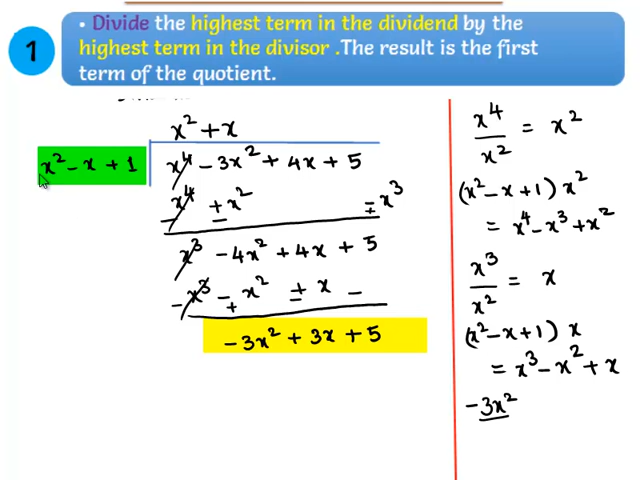 1
• Divide the highest term in the dividend by the
highest term in the divisor . The result is the first
term of the quotient.
x² + x
x² - x + 1
x⁴ - 3x² + 4x + 5
x⁴ + x² - x³
- - +
x³ - 4x² + 4x + 5
x³ - x² + x
- + -
-3x² + 3x + 5
x⁴/x² = x²
(x² - x + 1) x²
= x⁴ - x³ + x²
x³/x² = x
(x² - x + 1) x
= x³ - x² + x
-3x²